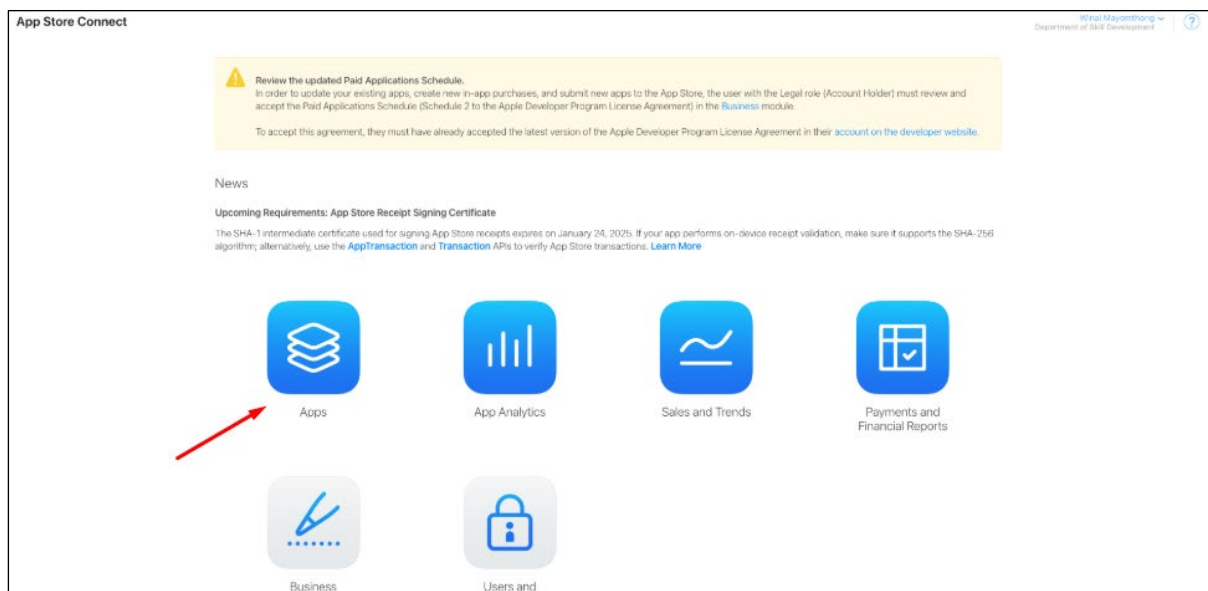 App Store Connect
Winai Mayomthong
Department of Skill Development
?
Review the updated Paid Applications Schedule.
In order to update your existing apps, create new in-app purchases, and submit new apps to the App Store, the user with the Legal role (Account Holder) must review and
accept the Paid Applications Schedule (Schedule 2 to the Apple Developer Program License Agreement) in the Business module.
To accept this agreement, they must have already accepted the latest version of the Apple Developer Program License Agreement in their account on the developer website.
News
Upcoming Requirements: App Store Receipt Signing Certificate
The SHA-1 intermediate certificate used for signing App Store receipts expires on January 24, 2025. If your app performs on-device receipt validation, make sure it supports the SHA-256
algorithm; alternatively, use the AppTransaction and Transaction APIs to verify App Store transactions. Learn More
Apps
App Analytics
Sales and Trends
Payments and
Financial Reports
Business
Users and